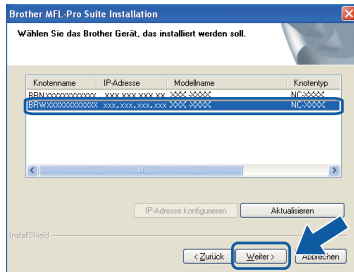 Brother MFL-Pro Suite Installation
Wählen Sie das Brother Gerät, das installiert werden soll.
Knotenname IP-Adresse Modellname Knotentyp
BRNXXXXXXXXXXXX XXX.XXX.XXX.XX XXX-XXXX NC-XXXX
BRWXXXXXXXXXXXX XXX.XXX.XXX.XXX XXX-XXXX NC-XXXX
IP-Adresse konfigurieren Aktualisieren
InstallShield
< Zurück Weiter > Abbrechen